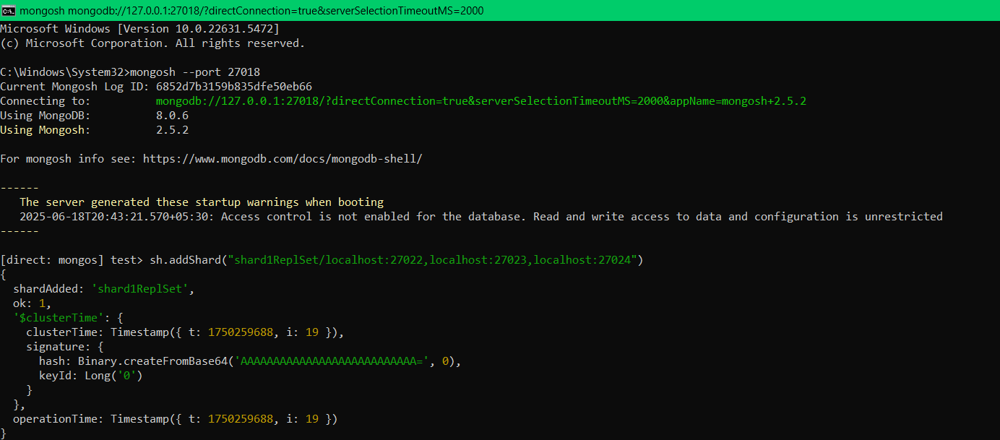 mongosh mongodb://127.0.0.1:27018/?directConnection=true&serverSelectionTimeoutMS=2000
Microsoft Windows [Version 10.0.22631.5472]
(c) Microsoft Corporation. All rights reserved.
C:\Windows\System32>mongosh --port 27018
Current Mongosh Log ID: 6852d7b3159b835dfe50eb66
Connecting to:          mongodb://127.0.0.1:27018/?directConnection=true&serverSelectionTimeoutMS=2000&appName=mongosh+2.5.2
Using MongoDB:          8.0.6
Using Mongosh:          2.5.2
For mongosh info see: https://www.mongodb.com/docs/mongodb-shell/
------
   The server generated these startup warnings when booting
   2025-06-18T20:43:21.570+05:30: Access control is not enabled for the database. Read and write access to data and configuration is unrestricted
------
[direct: mongos] test> sh.addShard("shard1ReplSet/localhost:27022,localhost:27023,localhost:27024")
{
  shardAdded: 'shard1ReplSet',
  ok: 1,
  '$clusterTime': {
    clusterTime: Timestamp({ t: 1750259688, i: 19 }),
    signature: {
      hash: Binary.createFromBase64('AAAAAAAAAAAAAAAAAAAAAAAAAAA=', 0),
      keyId: Long('0')
    }
  },
  operationTime: Timestamp({ t: 1750259688, i: 19 })
}